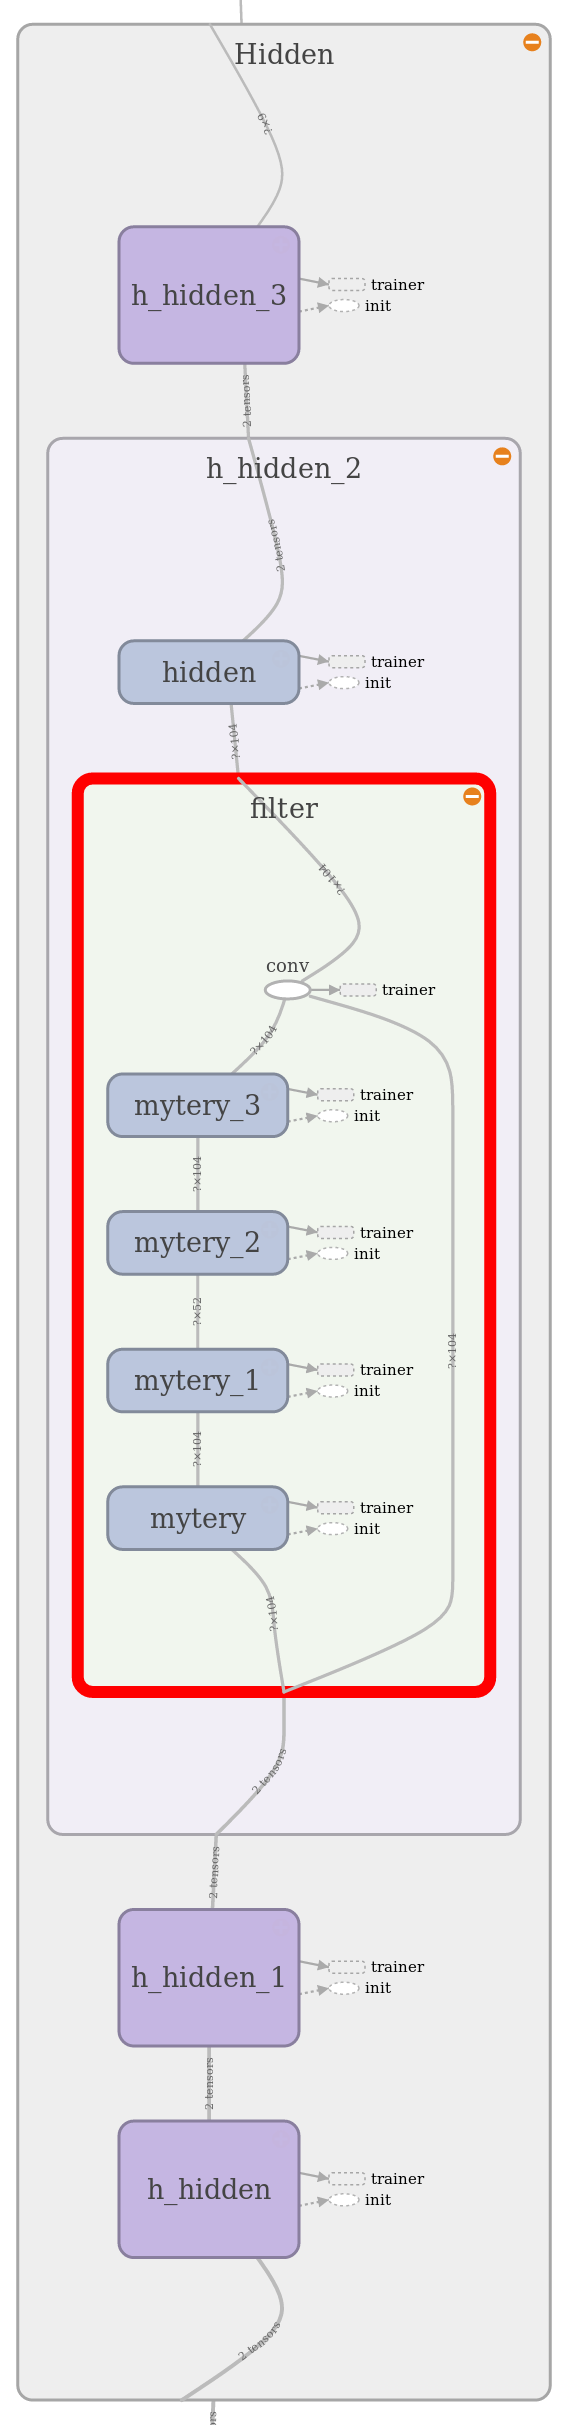 Hidden
?×9
h_hidden_3
trainer
init
2 tensors
h_hidden_2
2 tensors
hidden
trainer
init
?×104
filter
?×104
conv
trainer
?×104
mytery_3
trainer
init
?×104
mytery_2
trainer
init
?×52
?×104
mytery_1
trainer
init
?×104
mytery
trainer
init
?×104
2 tensors
2 tensors
h_hidden_1
trainer
init
2 tensors
h_hidden
trainer
init
2 tensors